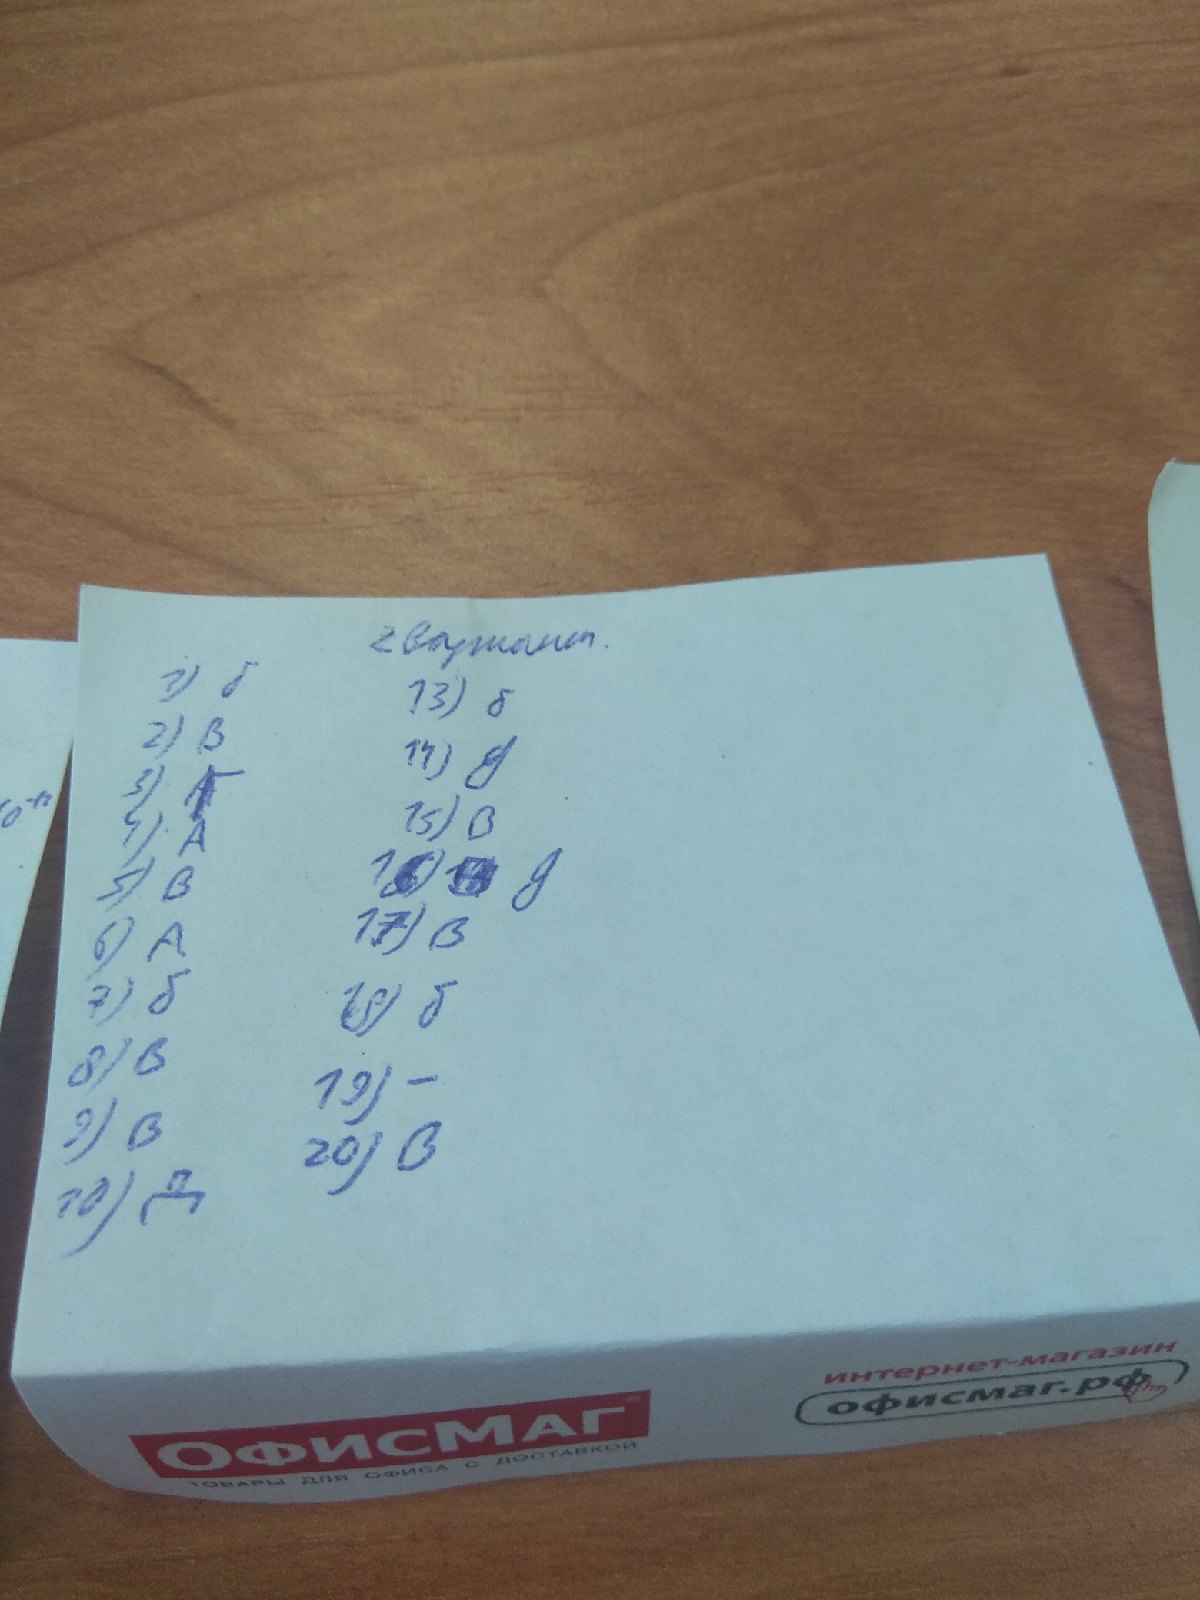 2 Вариант.
1) б
2) В
3) Г
4) А
5) В
6) А
7) б
8) В
9) В
10) Д
13) б
14) д
15) В
16) д
17) В
18) б
19) –
20) В
ОФИСМАГ®
ТОВАРЫ ДЛЯ ОФИСА С ДОСТАВКОЙ
интернет-магазин
офисмаг.рф